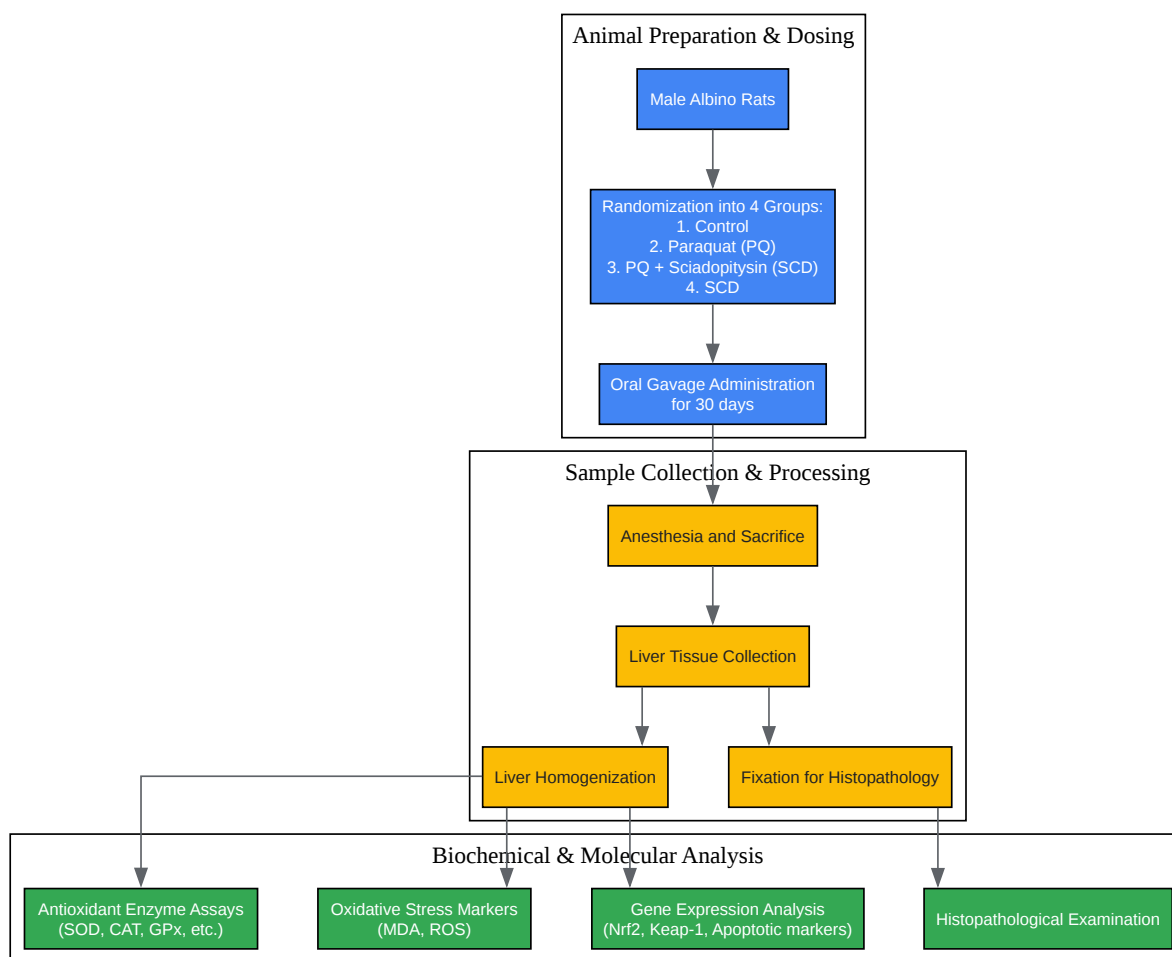 Animal Preparation & Dosing
Male Albino Rats
Randomization into 4 Groups:
1. Control
2. Paraquat (PQ)
3. PQ + Sciadopitysin (SCD)
4. SCD
Oral Gavage Administration
for 30 days
Sample Collection & Processing
Anesthesia and Sacrifice
Liver Tissue Collection
Liver Homogenization
Fixation for Histopathology
Biochemical & Molecular Analysis
Antioxidant Enzyme Assays
(SOD, CAT, GPx, etc.)
Oxidative Stress Markers
(MDA, ROS)
Gene Expression Analysis
(Nrf2, Keap-1, Apoptotic markers)
Histopathological Examination